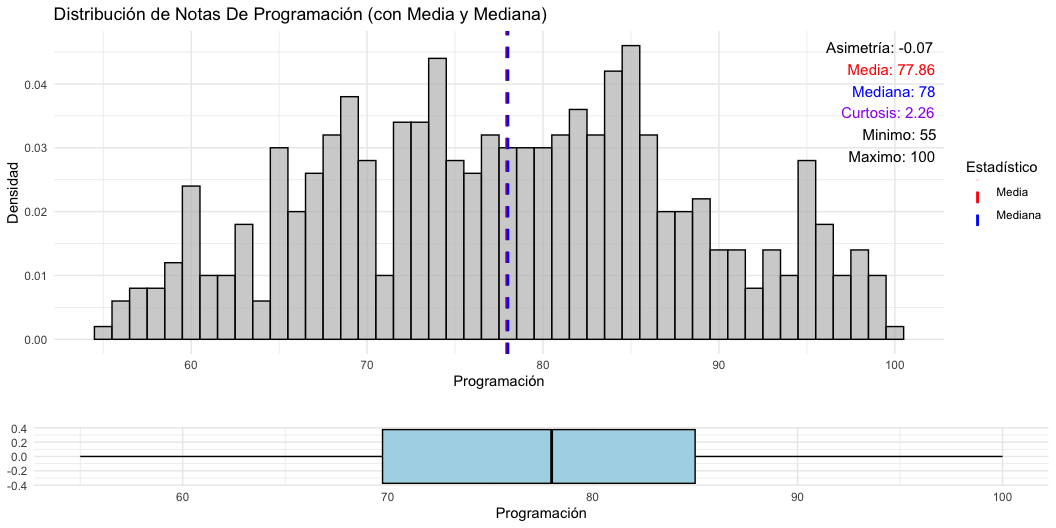 Distribución de Notas De Programación (con Media y Mediana)
Asimetría: -0.07
Media: 77.86
Mediana: 78
Curtosis: 2.26
Minimo: 55
Maximo: 100
Densidad
0.04
0.03
0.02
0.01
0.00
60 70 80 90 100
Programación
Estadístico
Media
Mediana
0.4
0.2
0.0
-0.2
-0.4
60 70 80 90 100
Programación